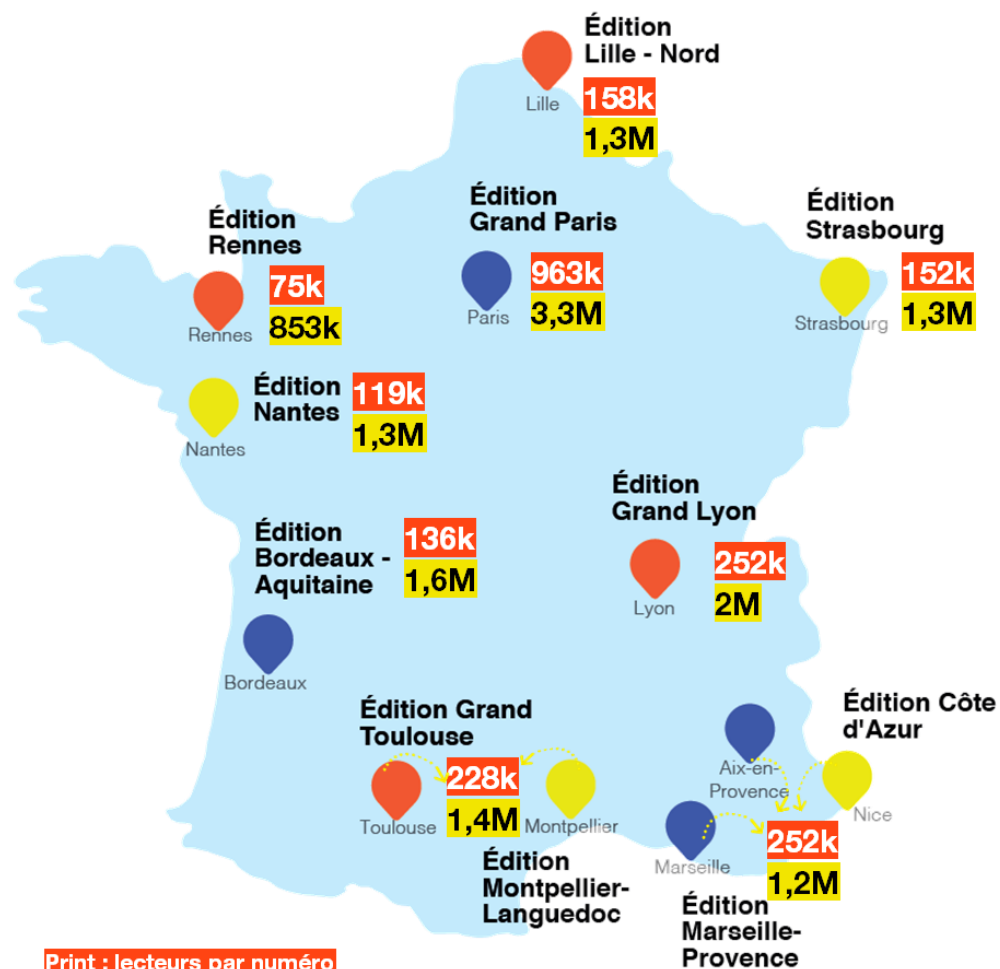 Édition
Lille - Nord
Lille
158k
1,3M
Édition
Grand Paris
Paris
963k
3,3M
Édition
Strasbourg
Strasbourg
152k
1,3M
Édition
Rennes
Rennes
75k
853k
Édition
Nantes
Nantes
119k
1,3M
Édition
Grand Lyon
Lyon
252k
2M
Édition
Bordeaux -
Aquitaine
136k
1,6M
Bordeaux
Édition Grand
Toulouse
Toulouse
228k
1,4M
Montpellier
Édition
Montpellier-
Languedoc
Édition Côte
d'Azur
Aix-en-
Provence
Nice
Marseille
252k
1,2M
Édition
Marseille-
Provence
Print : lecteurs par numéro